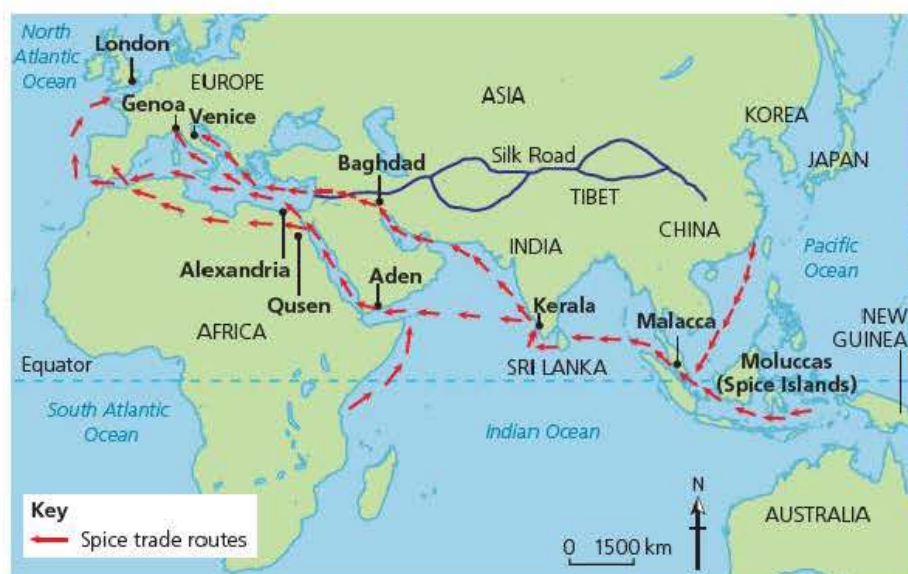 North
Atlantic
Ocean
London
EUROPE
Genoa
Venice
ASIA
KOREA
JAPAN
Baghdad
Silk Road
TIBET
CHINA
INDIA
Pacific
Ocean
Alexandria
Qusen
Aden
Kerala
Malacca
NEW
GUINEA
AFRICA
Equator
SRI LANKA
Moluccas
(Spice Islands)
South Atlantic
Ocean
Indian Ocean
AUSTRALIA
N
0 1500 km
Key
Spice trade routes